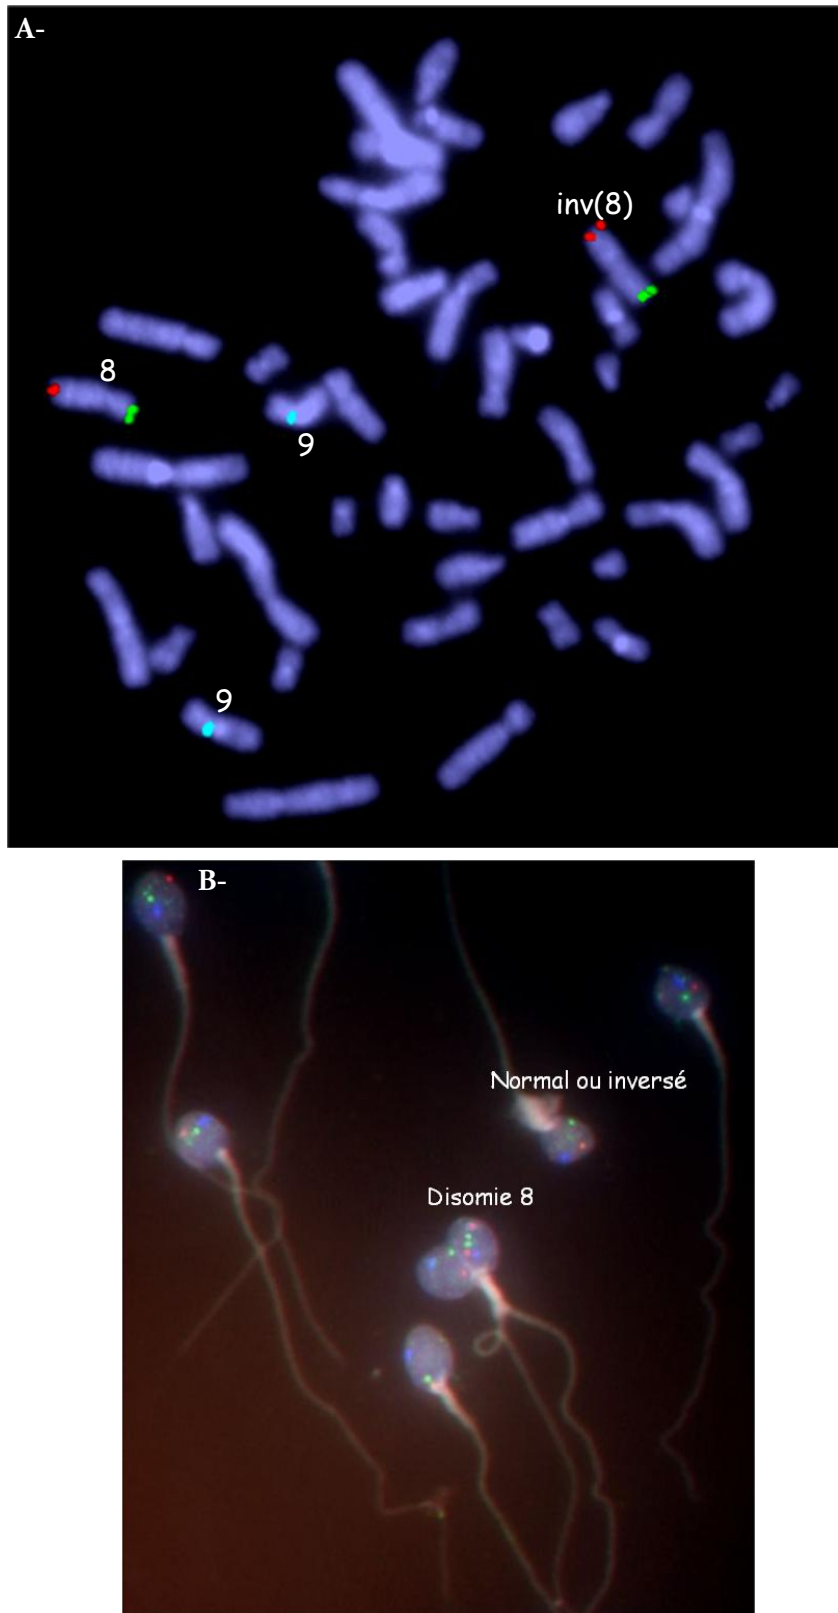 A-
inv(8)
8
9
9
B-
Normal ou inversé
Disomie 8